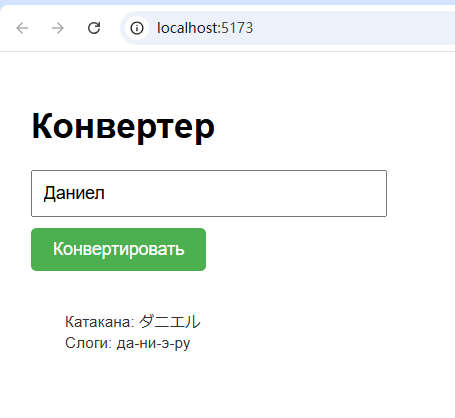 localhost:5173
Конвертер
Даниел
Конвертировать
Катакана: ダニエル
Слоги: да-ни-э-ру